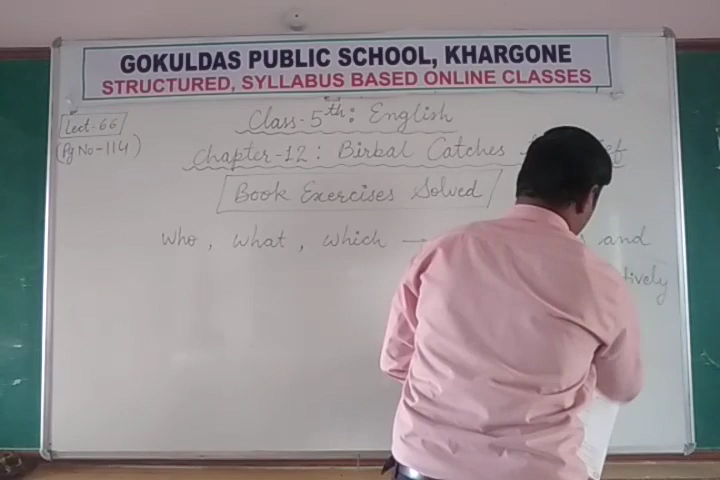 GOKULDAS PUBLIC SCHOOL, KHARGONE
STRUCTURED, SYLLABUS BASED ONLINE CLASSES
Lect-66
(Pg No-114)
Class-5th: English
Chapter-12: Birbal Catches
Book Exercises Solved
Who, what, which → and
tively